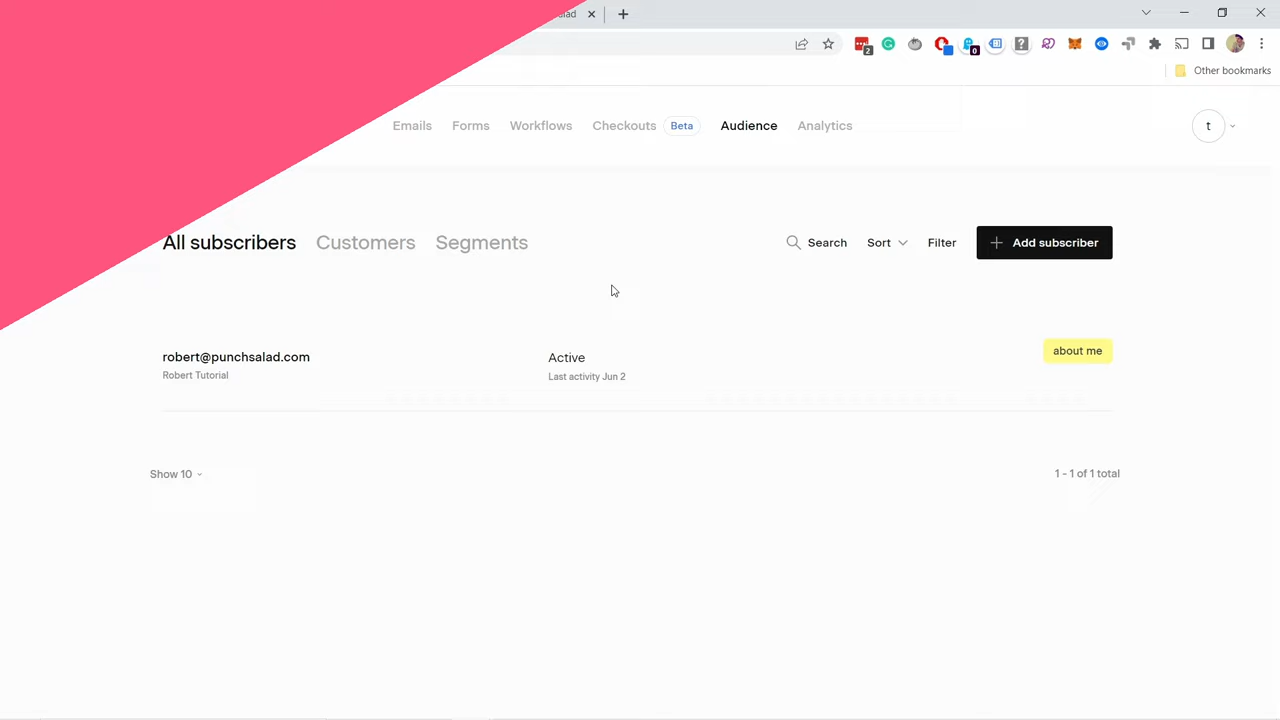 Other bookmarks
Emails Forms Workflows Checkouts Beta Audience Analytics
t
All subscribers Customers Segments
Search Sort Filter Add subscriber
robert@punchsalad.com Active about me
Robert Tutorial Last activity Jun 2
Show 10 1 - 1 of 1 total